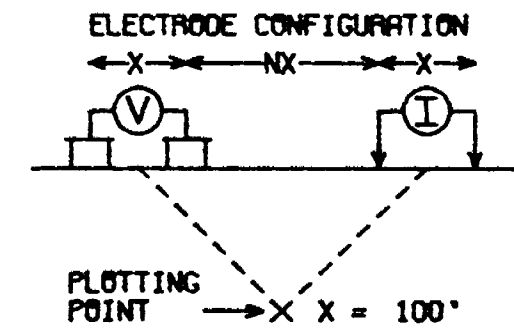 ELECTRODE CONFIGURATION
X NX X
V I
PLOTTING
POINT X X = 100'